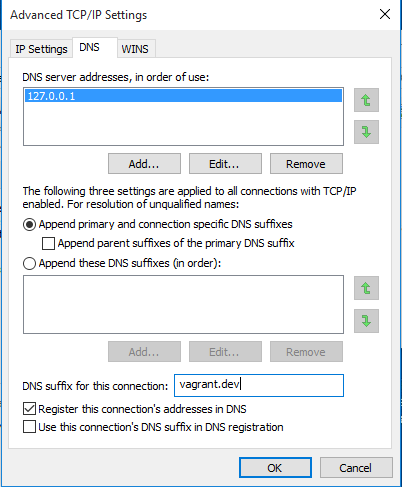 Advanced TCP/IP Settings
IP Settings DNS WINS
DNS server addresses, in order of use:
127.0.0.1
Add... Edit... Remove
The following three settings are applied to all connections with TCP/IP
enabled. For resolution of unqualified names:
Append primary and connection specific DNS suffixes
Append parent suffixes of the primary DNS suffix
Append these DNS suffixes (in order):
Add... Edit... Remove
DNS suffix for this connection: vagrant.dev
Register this connection's addresses in DNS
Use this connection's DNS suffix in DNS registration
OK Cancel